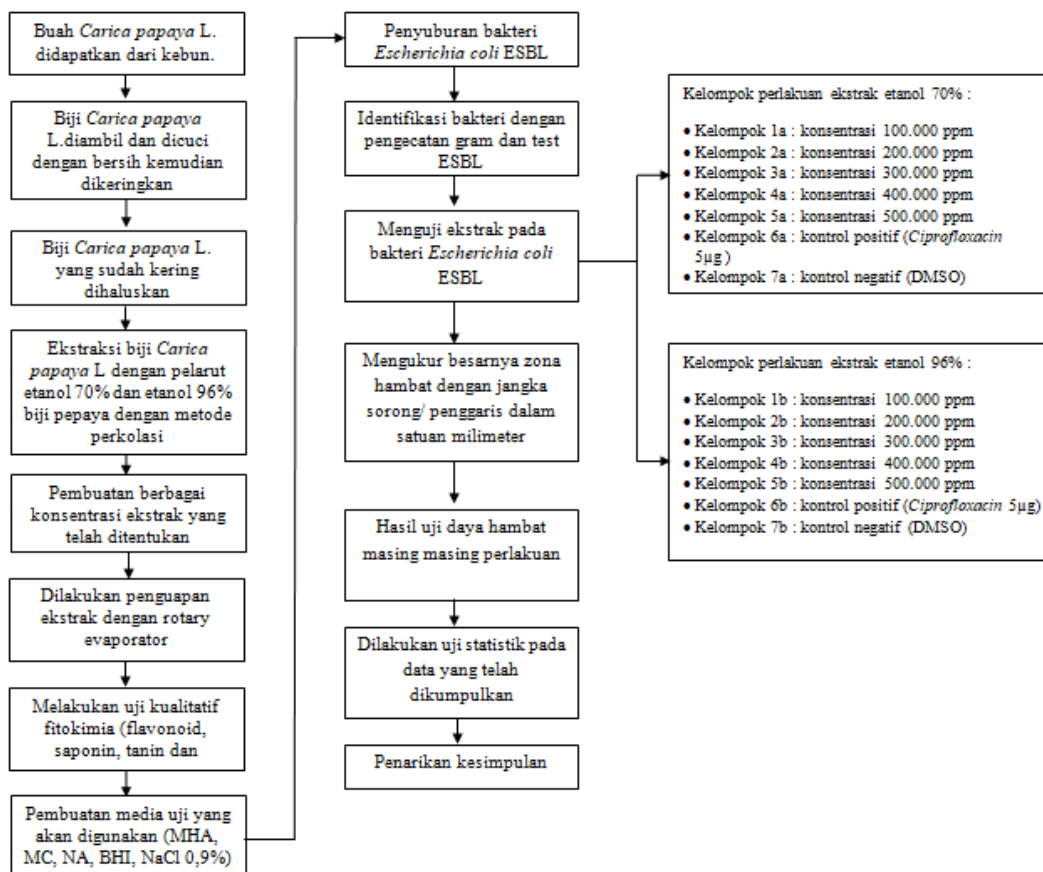 Buah Carica papaya L.
didapatkan dari kebun.
Biji Carica papaya
L.diambil dan dicuci
dengan bersih kemudian
dikeringkan
Biji Carica papaya L.
yang sudah kering
dihaluskan
Ekstraksi biji Carica
papaya L dengan pelarut
etanol 70% dan etanol 96%
biji pepaya dengan metode
perkolasi
Pembuatan berbagai
konsentrasi ekstrak yang
telah ditentukan
Dilakukan penguapan
ekstrak dengan rotary
evaporator
Melakukan uji kualitatif
fitokimia (flavonoid,
saponin, tanin dan
Pembuatan media uji yang
akan digunakan (MHA,
MC, NA, BHI, NaCl 0,9%)
Penyuburan bakteri
Escherichia coli ESBL
Identifikasi bakteri dengan
pengecatan gram dan test
ESBL
Menguji ekstrak pada
bakteri Escherichia coli
ESBL
Mengukur besarnya zona
hambat dengan jangka
sorong/ penggaris dalam
satuan milimeter
Hasil uji daya hambat
masing masing perlakuan
Dilakukan uji statistik pada
data yang telah
dikumpulkan
Penarikan kesimpulan
Kelompok perlakuan ekstrak etanol 70% :
• Kelompok 1a : konsentrasi 100.000 ppm
• Kelompok 2a : konsentrasi 200.000 ppm
• Kelompok 3a : konsentrasi 300.000 ppm
• Kelompok 4a : konsentrasi 400.000 ppm
• Kelompok 5a : konsentrasi 500.000 ppm
• Kelompok 6a : kontrol positif (Ciprofloxacin
5µg )
• Kelompok 7a : kontrol negatif (DMSO)
Kelompok perlakuan ekstrak etanol 96% :
• Kelompok 1b : konsentrasi 100.000 ppm
• Kelompok 2b : konsentrasi 200.000 ppm
• Kelompok 3b : konsentrasi 300.000 ppm
• Kelompok 4b : konsentrasi 400.000 ppm
• Kelompok 5b : konsentrasi 500.000 ppm
• Kelompok 6b : kontrol positif (Ciprofloxacin 5µg)
• Kelompok 7b : kontrol negatif (DMSO)